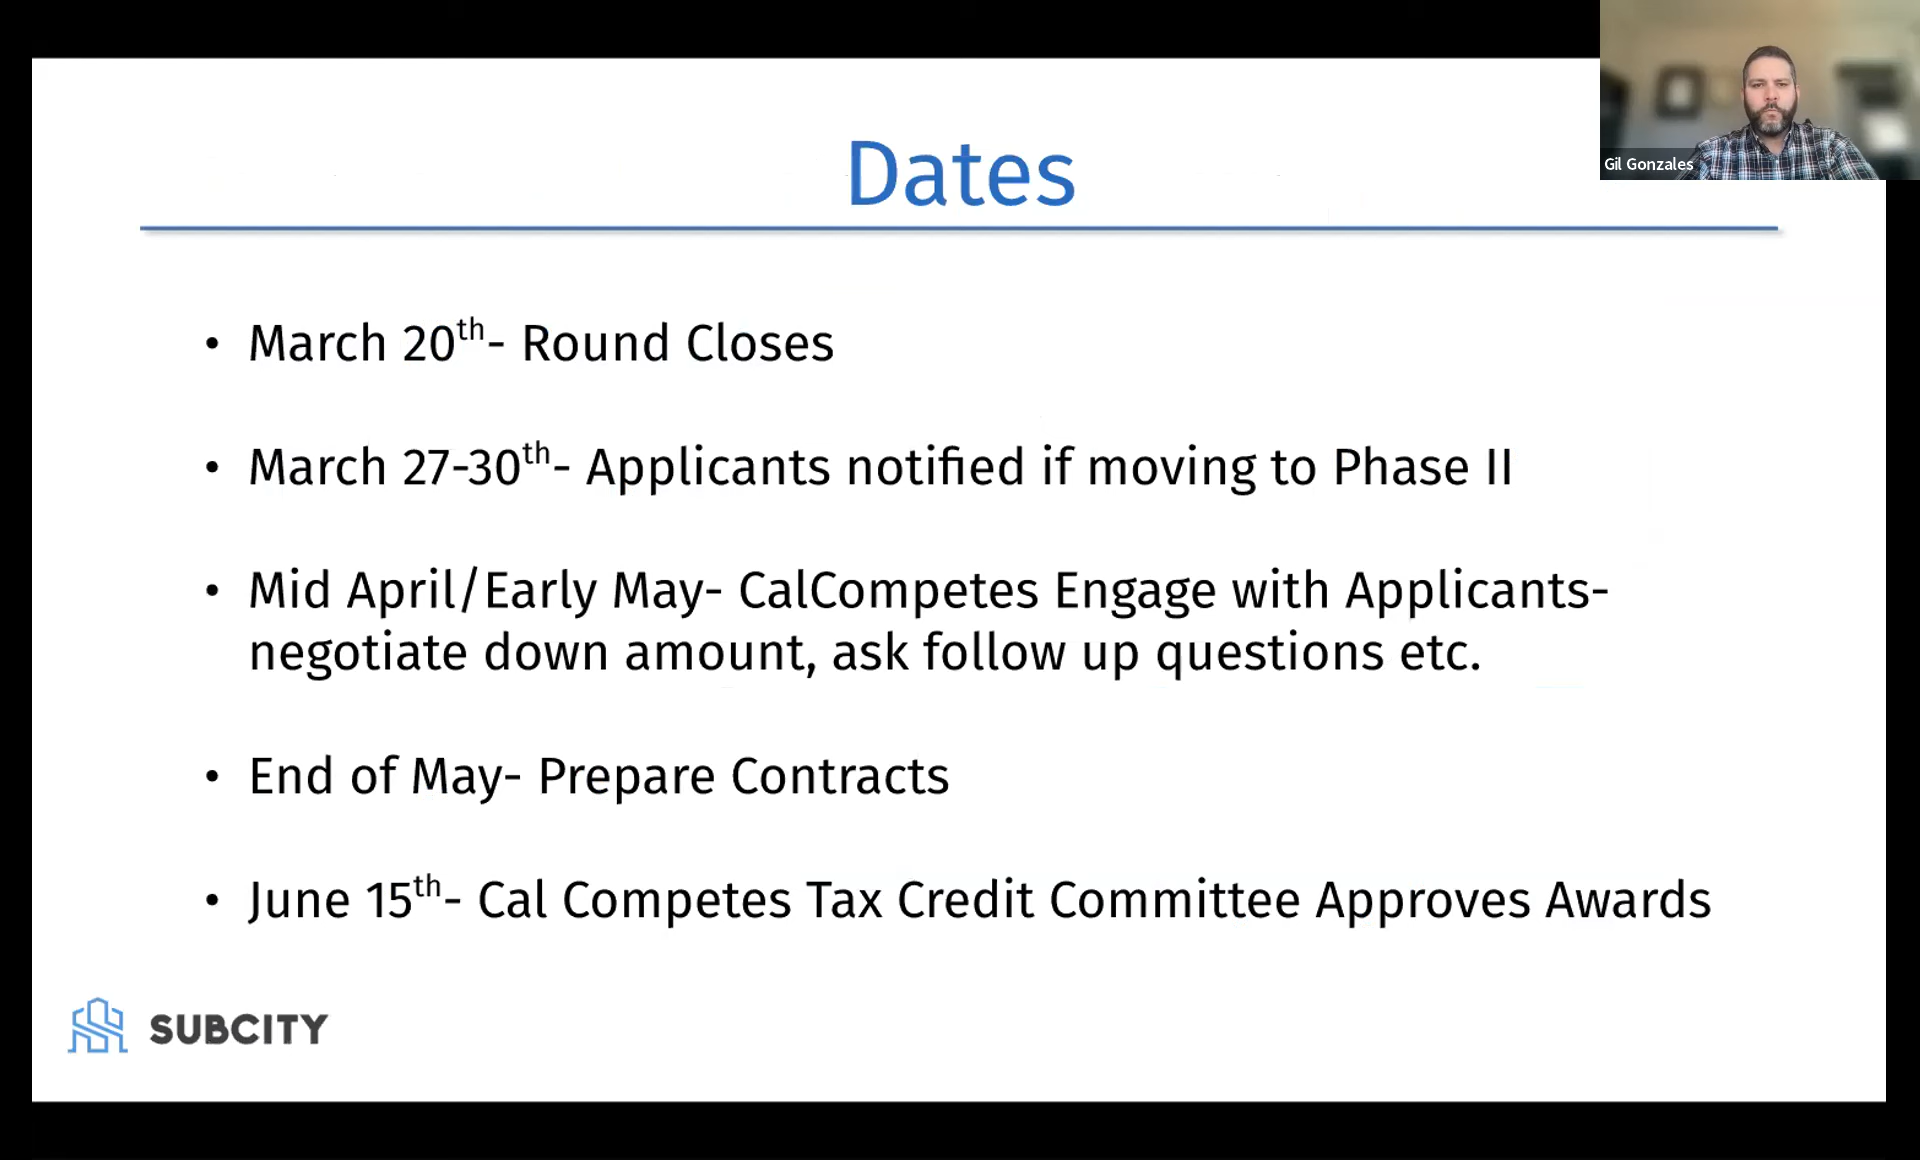 Gil Gonzales
Dates
• March 20th- Round Closes
• March 27-30th- Applicants notified if moving to Phase II
• Mid April/Early May- CalCompetes Engage with Applicants-
negotiate down amount, ask follow up questions etc.
• End of May- Prepare Contracts
• June 15th- Cal Competes Tax Credit Committee Approves Awards
SUBCITY